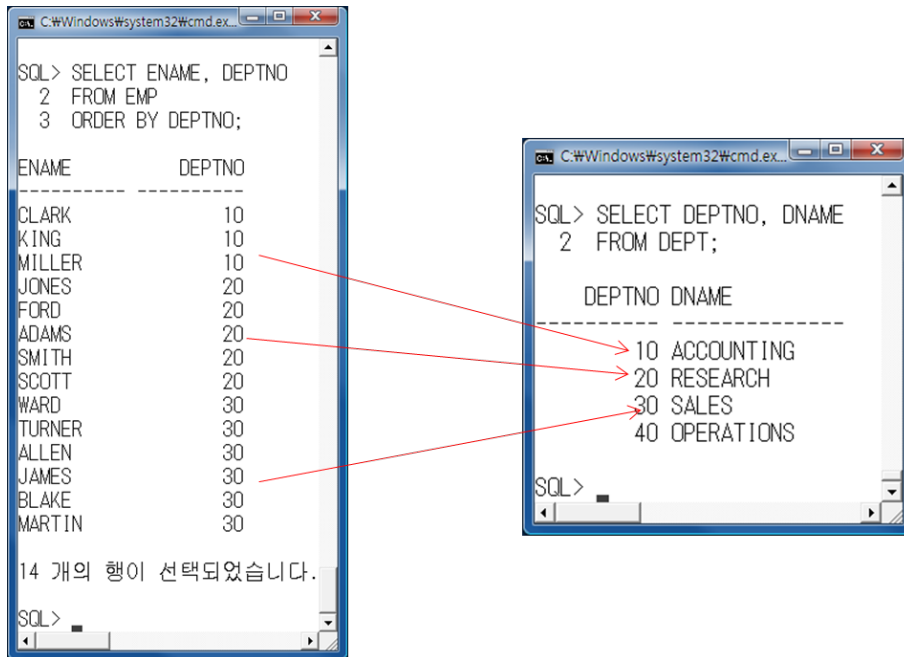 C:₩Windows₩system32₩cmd.ex...
SQL> SELECT ENAME, DEPTNO
2 FROM EMP
3 ORDER BY DEPTNO;
ENAME DEPTNO
---------- ----------
CLARK 10
KING 10
MILLER 10
JONES 20
FORD 20
ADAMS 20
SMITH 20
SCOTT 20
WARD 30
TURNER 30
ALLEN 30
JAMES 30
BLAKE 30
MARTIN 30
14 개의 행이 선택되었습니다.
SQL>
C:₩Windows₩system32₩cmd.ex...
SQL> SELECT DEPTNO, DNAME
2 FROM DEPT;
DEPTNO DNAME
---------- --------------
10 ACCOUNTING
20 RESEARCH
30 SALES
40 OPERATIONS
SQL>